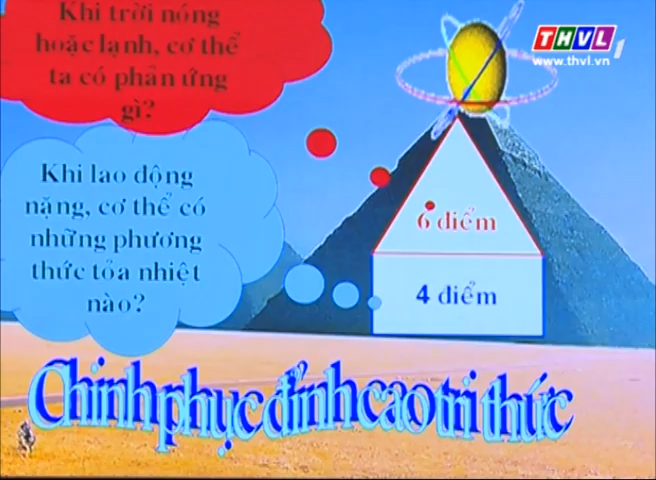 Khi trời nóng
hoặc lạnh, cơ thể
ta có phản ứng
gì?
THVL1
www.thvl.vn
Khi lao động
nặng, cơ thể có
những phương
thức tỏa nhiệt
nào?
6 điểm
4 điểm
Chinh phục đỉnh cao tri thức